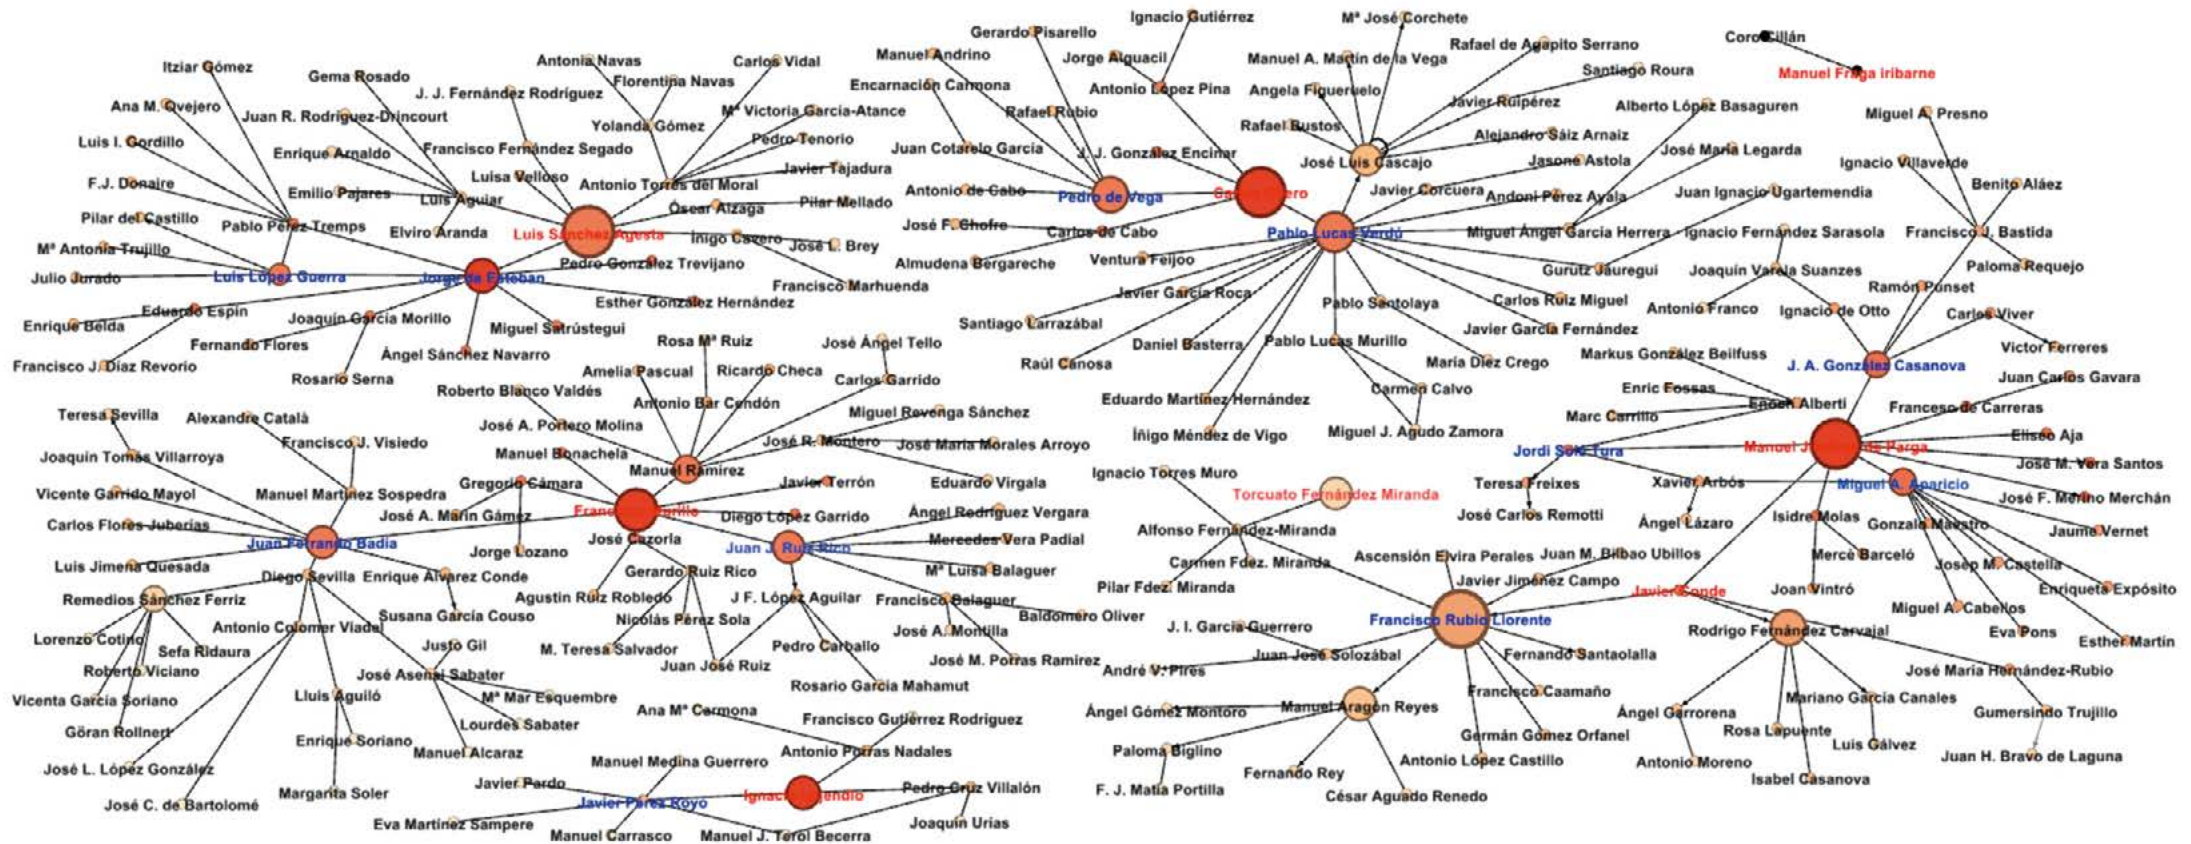 Ignacio Gutiérrez
Mª José Corchete
Gerardo Pisarello
Coro Cillán
Rafael de Agapito Serrano
Manuel Andrino
Jorge Alguacil
Manuel A. Martín de la Vega
Antonia Navas
Carlos Vidal
Itziar Gómez
Gema Rosado
Santiago Roura
Manuel Fraga iribarne
Florentina Navas
Encarnación Carmona
Antonio López Pina
Angela Figueruelo
J. J. Fernández Rodríguez
Javier Ruipérez
Alberto López Basaguren
Ana M. Ovejero
Juan R. Rodríguez-Drincourt
Mª Victoria García-Atance
Rafael Rubio
Miguel A. Presno
Yolanda Gómez
Rafael Bustos
Alejandro Sáiz Arnaiz
Luis I. Gordillo
Pedro Tenorio
Francisco Fernández Segado
Juan Cotarelo García
J. J. González Encinar
José María Legarda
Enrique Arnaldo
José Luis Cascajo
Jasone Astola
Ignacio Villaverde
Javier Tajadura
Luisa Velloso
F.J. Donaire
Emilio Pajares
Antonio Torres del Moral
Antonio de Cabo
Javier Corcuera
Juan Ignacio Ugartemendia
Benito Aláez
Luis Aguiar
Pedro de Vega
Andoni Pérez Ayala
Pilar Mellado
Óscar Alzaga
Pilar del Castillo
Pablo Pérez Tremps
Elviro Aranda
Luis Sánchez Agesta
José F. Chofre
Carlos de Cabo
Pablo Lucas Verdú
Miguel Ángel García Herrera
Ignacio Fernández Sarasola
Francisco J. Bastida
Iñigo Cavero
José L. Brey
Mª Antonia Trujillo
Pedro González Trevijano
Almudena Bergareche
Ventura Feijoo
Gurutz Jáuregui
Joaquín Varela Suanzes
Paloma Requejo
Julio Jurado
Luis López Guerra
Jorge de Esteban
Francisco Marhuenda
Javier García Roca
Ramón Punset
Esther González Hernández
Pablo Santolaya
Carlos Ruiz Miguel
Antonio Franco
Ignacio de Otto
Carles Viver
Eduardo Espín
Joaquín García Morillo
Enrique Belda
Miguel Satrústegui
Santiago Larrazábal
Javier García Fernández
Fernando Flores
Rosa Mª Ruiz
José Ángel Tello
Daniel Basterra
Pablo Lucas Murillo
Victor Ferreres
Ángel Sánchez Navarro
Markus González Beilfuss
Francisco J. Díaz Revorio
Raúl Canosa
María Díez Crego
J. A. González Casanova
Rosario Serna
Amelia Pascual
Ricardo Checa
Carlos Garrido
Juan Carlos Gavara
Roberto Blanco Valdés
Carmen Calvo
Enric Fossas
Antonio Bar Cendón
Eduardo Martínez Hernández
Enoch Alberti
Francesc de Carreras
Teresa Sevilla
Alexandre Català
Miguel Revenga Sánchez
Marc Carrillo
José A. Portero Molina
Íñigo Méndez de Vigo
Miguel J. Agudo Zamora
Eliseo Aja
Francisco J. Visiedo
José R. Montero
José María Morales Arroyo
Manuel Bonachela
Jordi Solé Tura
Joaquín Tomás Villarroya
Manuel Ramírez
José M. Vera Santos
Ignacio Torres Muro
Gregorio Cámara
Javier Terrón
Eduardo Vírgala
Teresa Freixes
Xavier Arbós
Miguel A. Aparicio
Vicente Garrido Mayol
Manuel Martínez Sospedra
Torcuato Fernández Miranda
José F. Merino Merchán
José A. Marín Gámez
Diego López Garrido
Ángel Rodríguez Vergara
José Carlos Remotti
Isidre Molas
Gonzalo Maestro
Carlos Flores Juberías
Ángel Lázaro
Alfonso Fernández-Miranda
Jaume Vernet
José Cazorla
Mercedes Vera Padial
Juan Ferrando Badía
Juan J. Ruiz Rico
Jorge Lozano
Ascensión Elvira Perales
Juan M. Bilbao Ubillos
Mercè Barceló
Carmen Fdez. Miranda
Josep M. Castella
Luis Jimena Quesada
Diego Sevilla
Enrique Álvarez Conde
Gerardo Ruiz Rico
Mª Luisa Balaguer
Javier Jiménez Campo
Pilar Fdez. Miranda
Javier Conde
Joan Vintró
Enriqueta Expósito
Remedios Sánchez Ferriz
Agustín Ruiz Robledo
J F. López Aguilar
Francisco Balaguer
Miguel A. Cabellos
Susana García Couso
Nicolás Pérez Sola
Baldomero Oliver
Francisco Rubio Llorente
Antonio Colomer Viadel
J. I. García Guerrero
Rodrigo Fernández Carvajal
Eva Pons
José A. Montilla
Lorenzo Cotino
Esther Martín
Justo Gil
Pedro Carballo
Sefa Ridaura
M. Teresa Salvador
Juan José Solozábal
Fernando Santaolalla
José M. Porras Ramírez
Juan José Ruiz
Roberto Viciano
José Asensi Sabater
André V. Pires
José María Hernández-Rubio
Rosario García Mahamut
Francisco Caamaño
Lluis Aguiló
Mª Mar Esquembre
Mariano García Canales
Vicenta García Soriano
Ana Mª Carmona
Manuel Aragón Reyes
Ángel Gómez Montoro
Ángel Garrorena
Gumersindo Trujillo
Francisco Gutiérrez Rodríguez
Lourdes Sabater
Göran Rollnert
Rosa Lapuente
Germán Gómez Orfanel
Enrique Soriano
Luis Gálvez
Manuel Alcaraz
Antonio Porras Nadales
Paloma Biglino
Juan H. Bravo de Laguna
Manuel Medina Guerrero
Antonio López Castillo
Antonio Moreno
José L. López González
Fernando Rey
Isabel Casanova
Javier Pardo
Pedro Cruz Villalón
F. J. Matia Portilla
Margarita Soler
César Aguado Renedo
José C. de Bartolomé
Javier Pérez Royo
Eva Martínez Sampere
Joaquín Urias
Manuel Carrasco
Manuel J. Terol Becerra